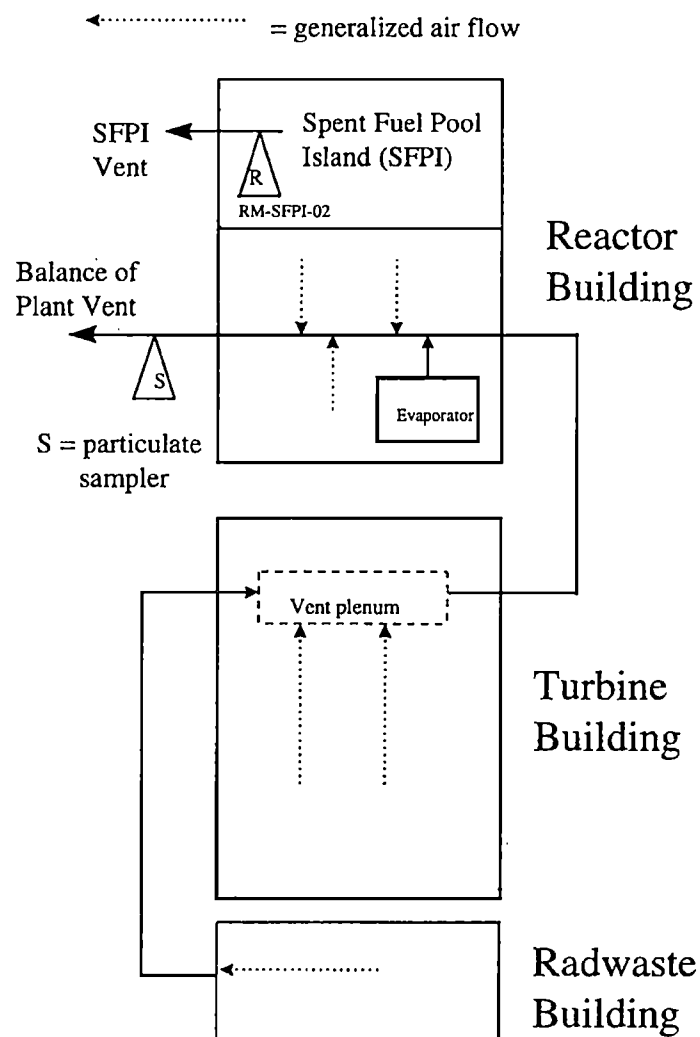 = generalized air flow
SFPI
Vent
Spent Fuel Pool
Island (SFPI)
R
RM-SFPI-02
Reactor
Building
Balance of
Plant Vent
S
Evaporator
S = particulate
sampler
Vent plenum
Turbine
Building
Radwaste
Building